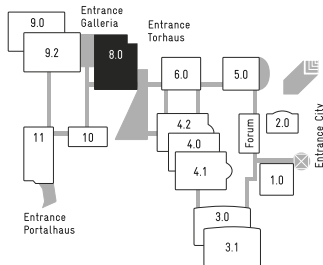 Entrance
Galleria
Entrance
Torhaus
9.0
9.2
8.0
6.0
5.0
4.2
4.0
4.1
Forum
2.0
11
10
1.0
Entrance City
Entrance
Portalhaus
3.0
3.1